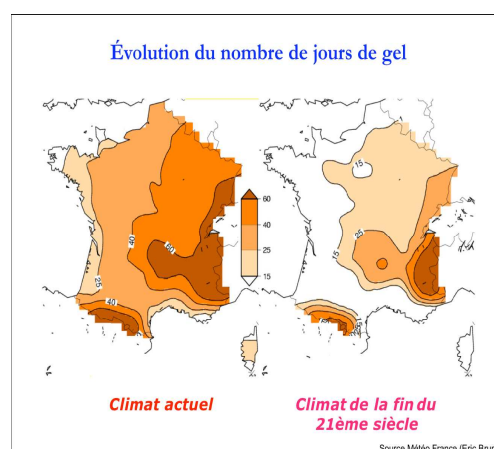 Évolution du nombre de jours de gel
1
15
60
40
40
60
25
25
25
15
15
40
Climat actuel
Climat de la fin du
21ème siècle
Source Météo France (Eric Brun